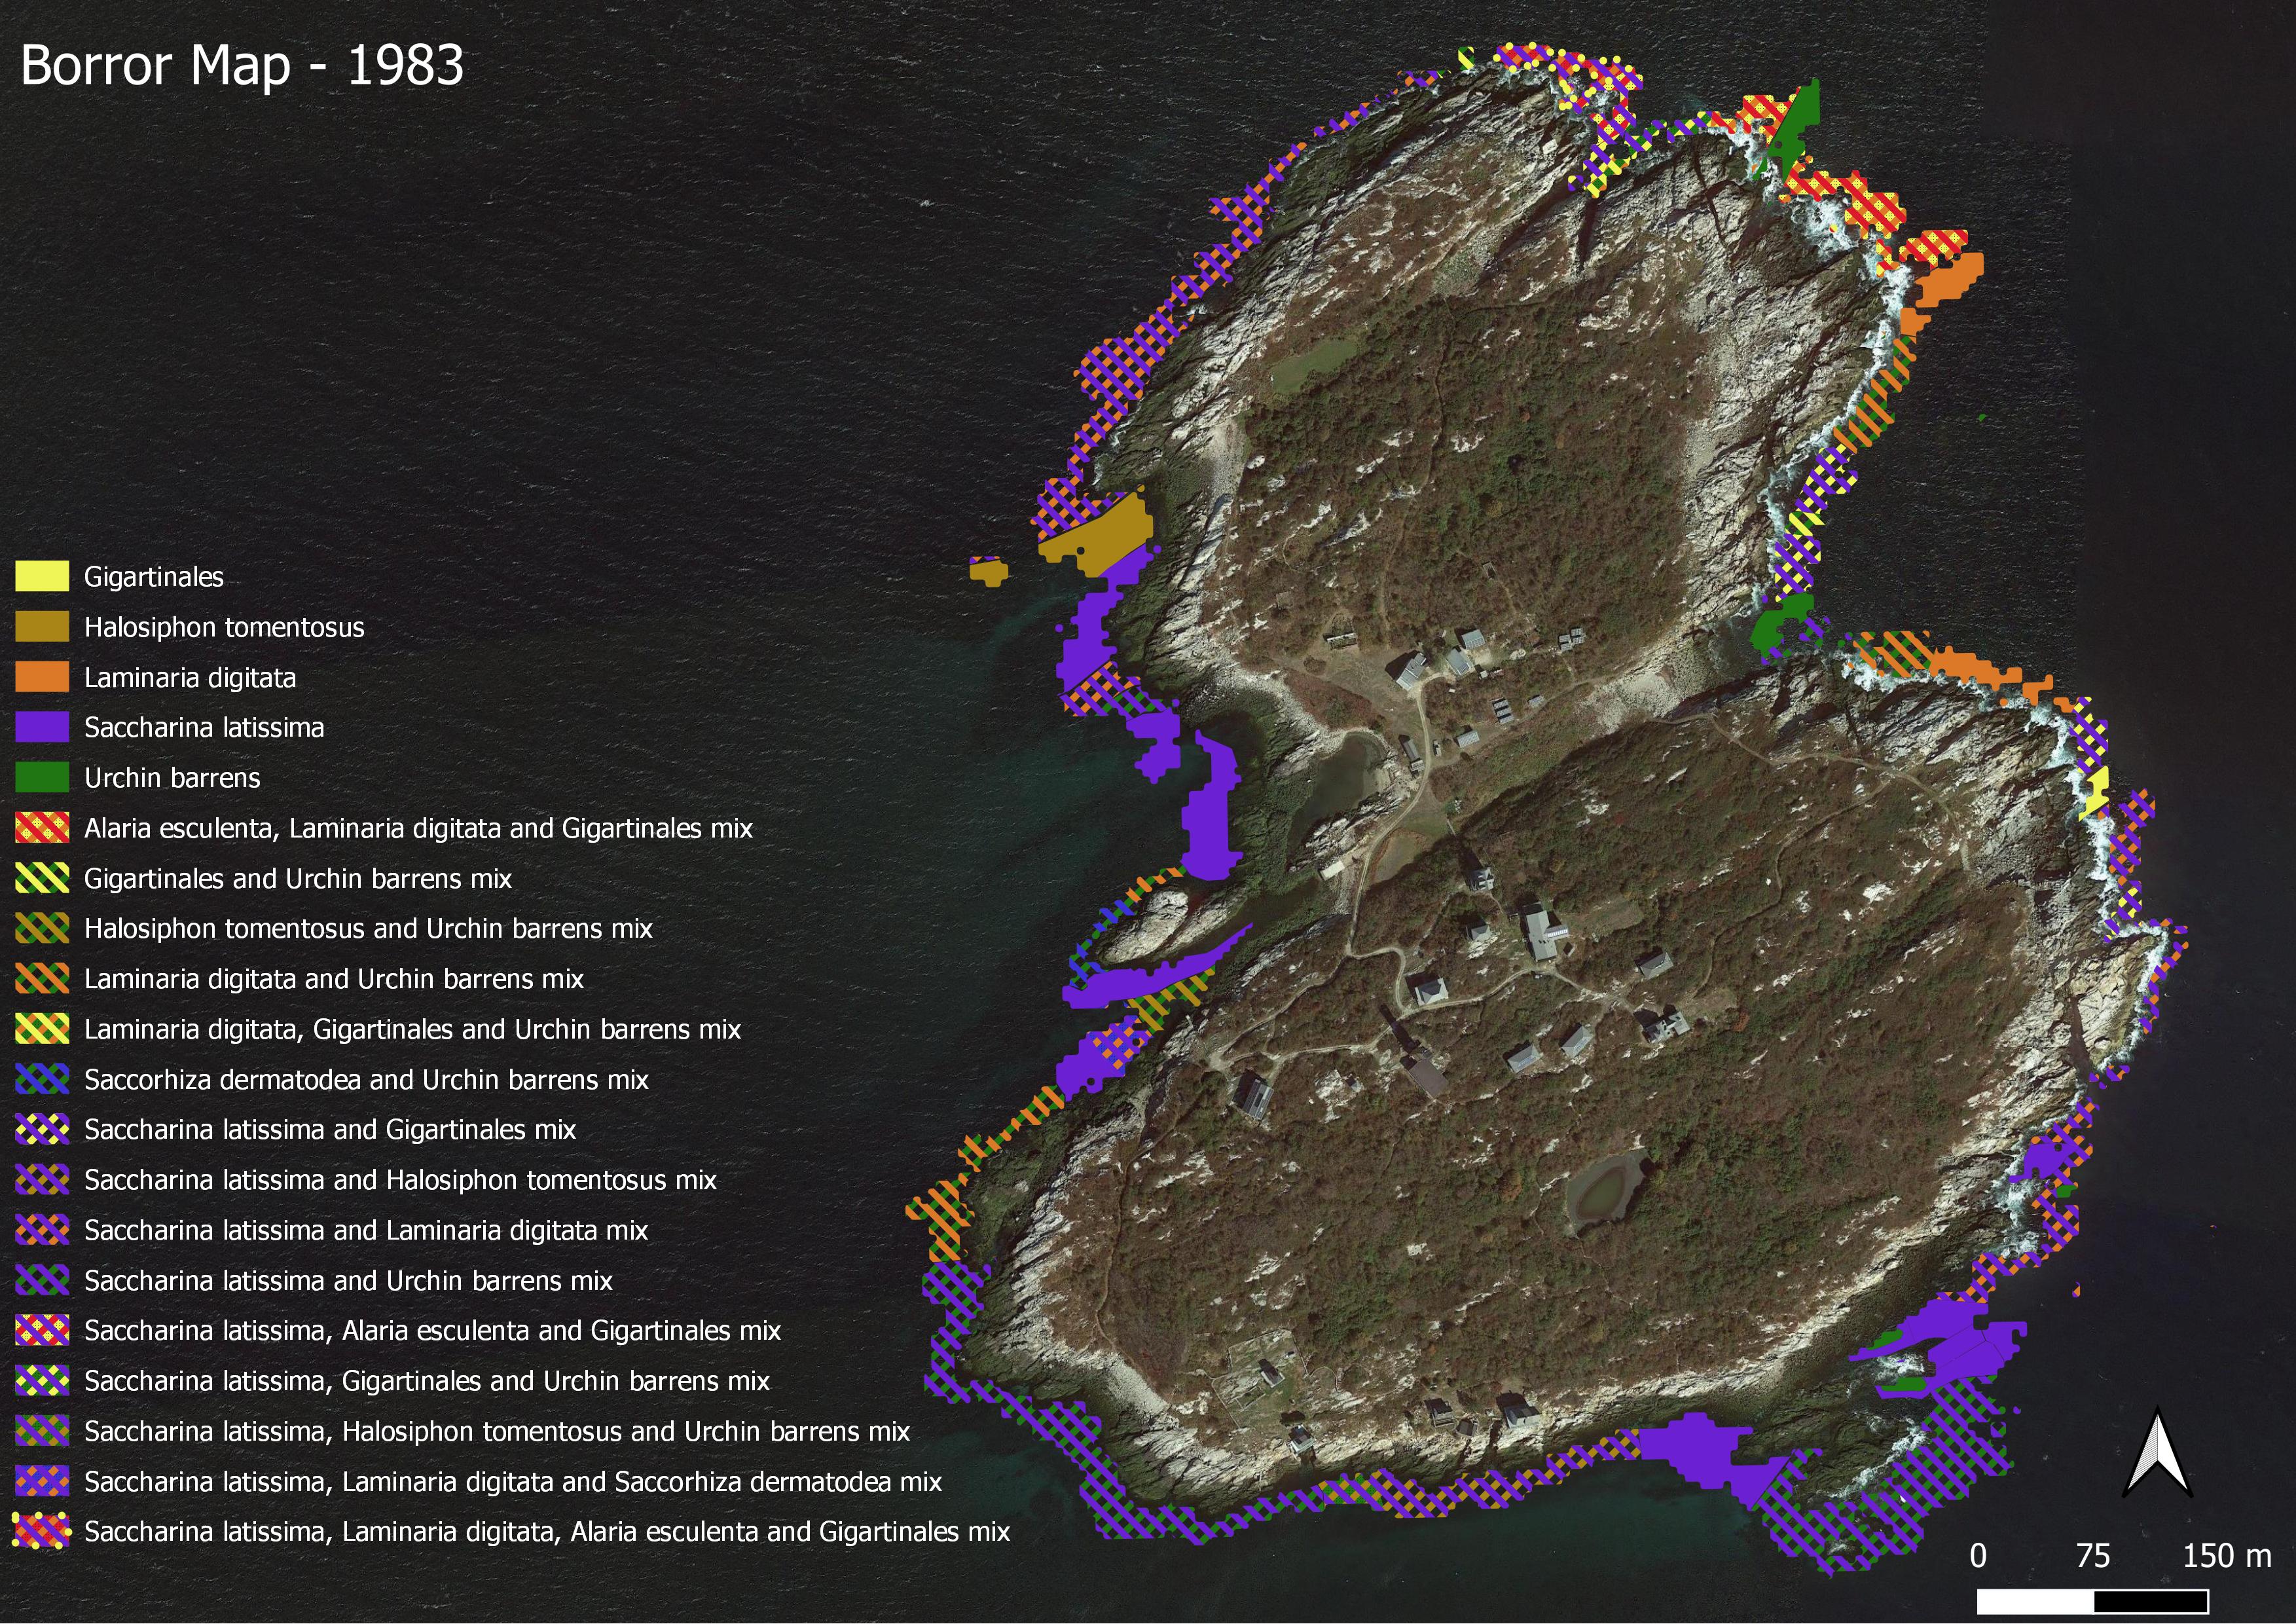 Borror Map - 1983
Gigartinales
Halosiphon tomentosus
Laminaria digitata
Saccharina latissima
Urchin barrens
Alaria esculenta, Laminaria digitata and Gigartinales mix
Gigartinales and Urchin barrens mix
Halosiphon tomentosus and Urchin barrens mix
Laminaria digitata and Urchin barrens mix
Laminaria digitata, Gigartinales and Urchin barrens mix
Saccorhiza dermatodea and Urchin barrens mix
Saccharina latissima and Gigartinales mix
Saccharina latissima and Halosiphon tomentosus mix
Saccharina latissima and Laminaria digitata mix
Saccharina latissima and Urchin barrens mix
Saccharina latissima, Alaria esculenta and Gigartinales mix
Saccharina latissima, Gigartinales and Urchin barrens mix
Saccharina latissima, Halosiphon tomentosus and Urchin barrens mix
Saccharina latissima, Laminaria digitata and Saccorhiza dermatodea mix
Saccharina latissima, Laminaria digitata, Alaria esculenta and Gigartinales mix
0 75 150 m